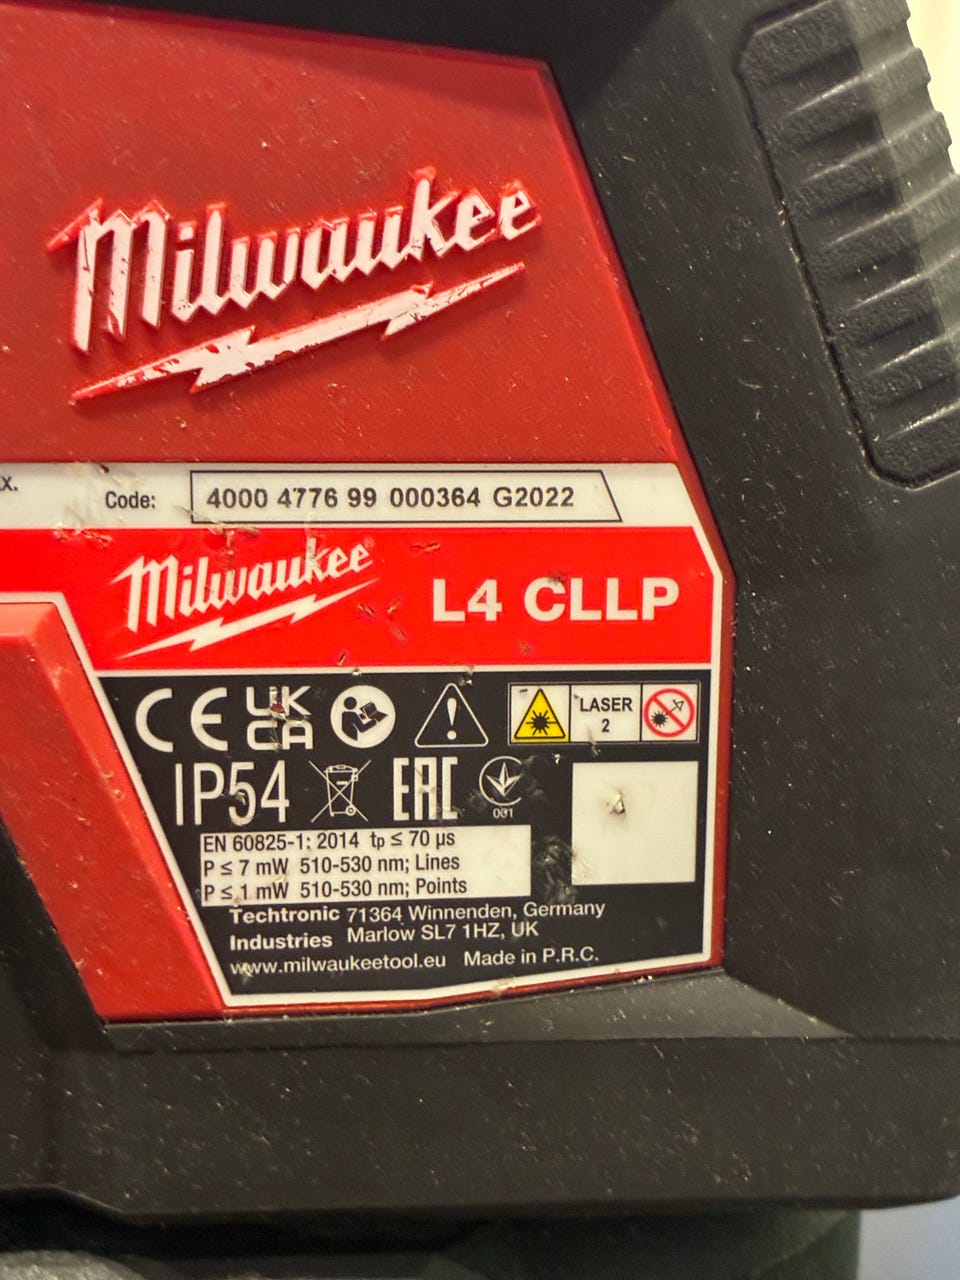 Milwaukee
x.
Code: 4000 4776 99 000364 G2022
Milwaukee®
L4 CLLP
CE UK CA LASER 2
IP54 EAC 001
EN 60825-1: 2014 tp ≤ 70 µs
P ≤ 7 mW 510-530 nm; Lines
P ≤ 1 mW 510-530 nm; Points
Techtronic 71364 Winnenden, Germany
Industries Marlow SL7 1HZ, UK
www.milwaukeetool.eu Made in P.R.C.